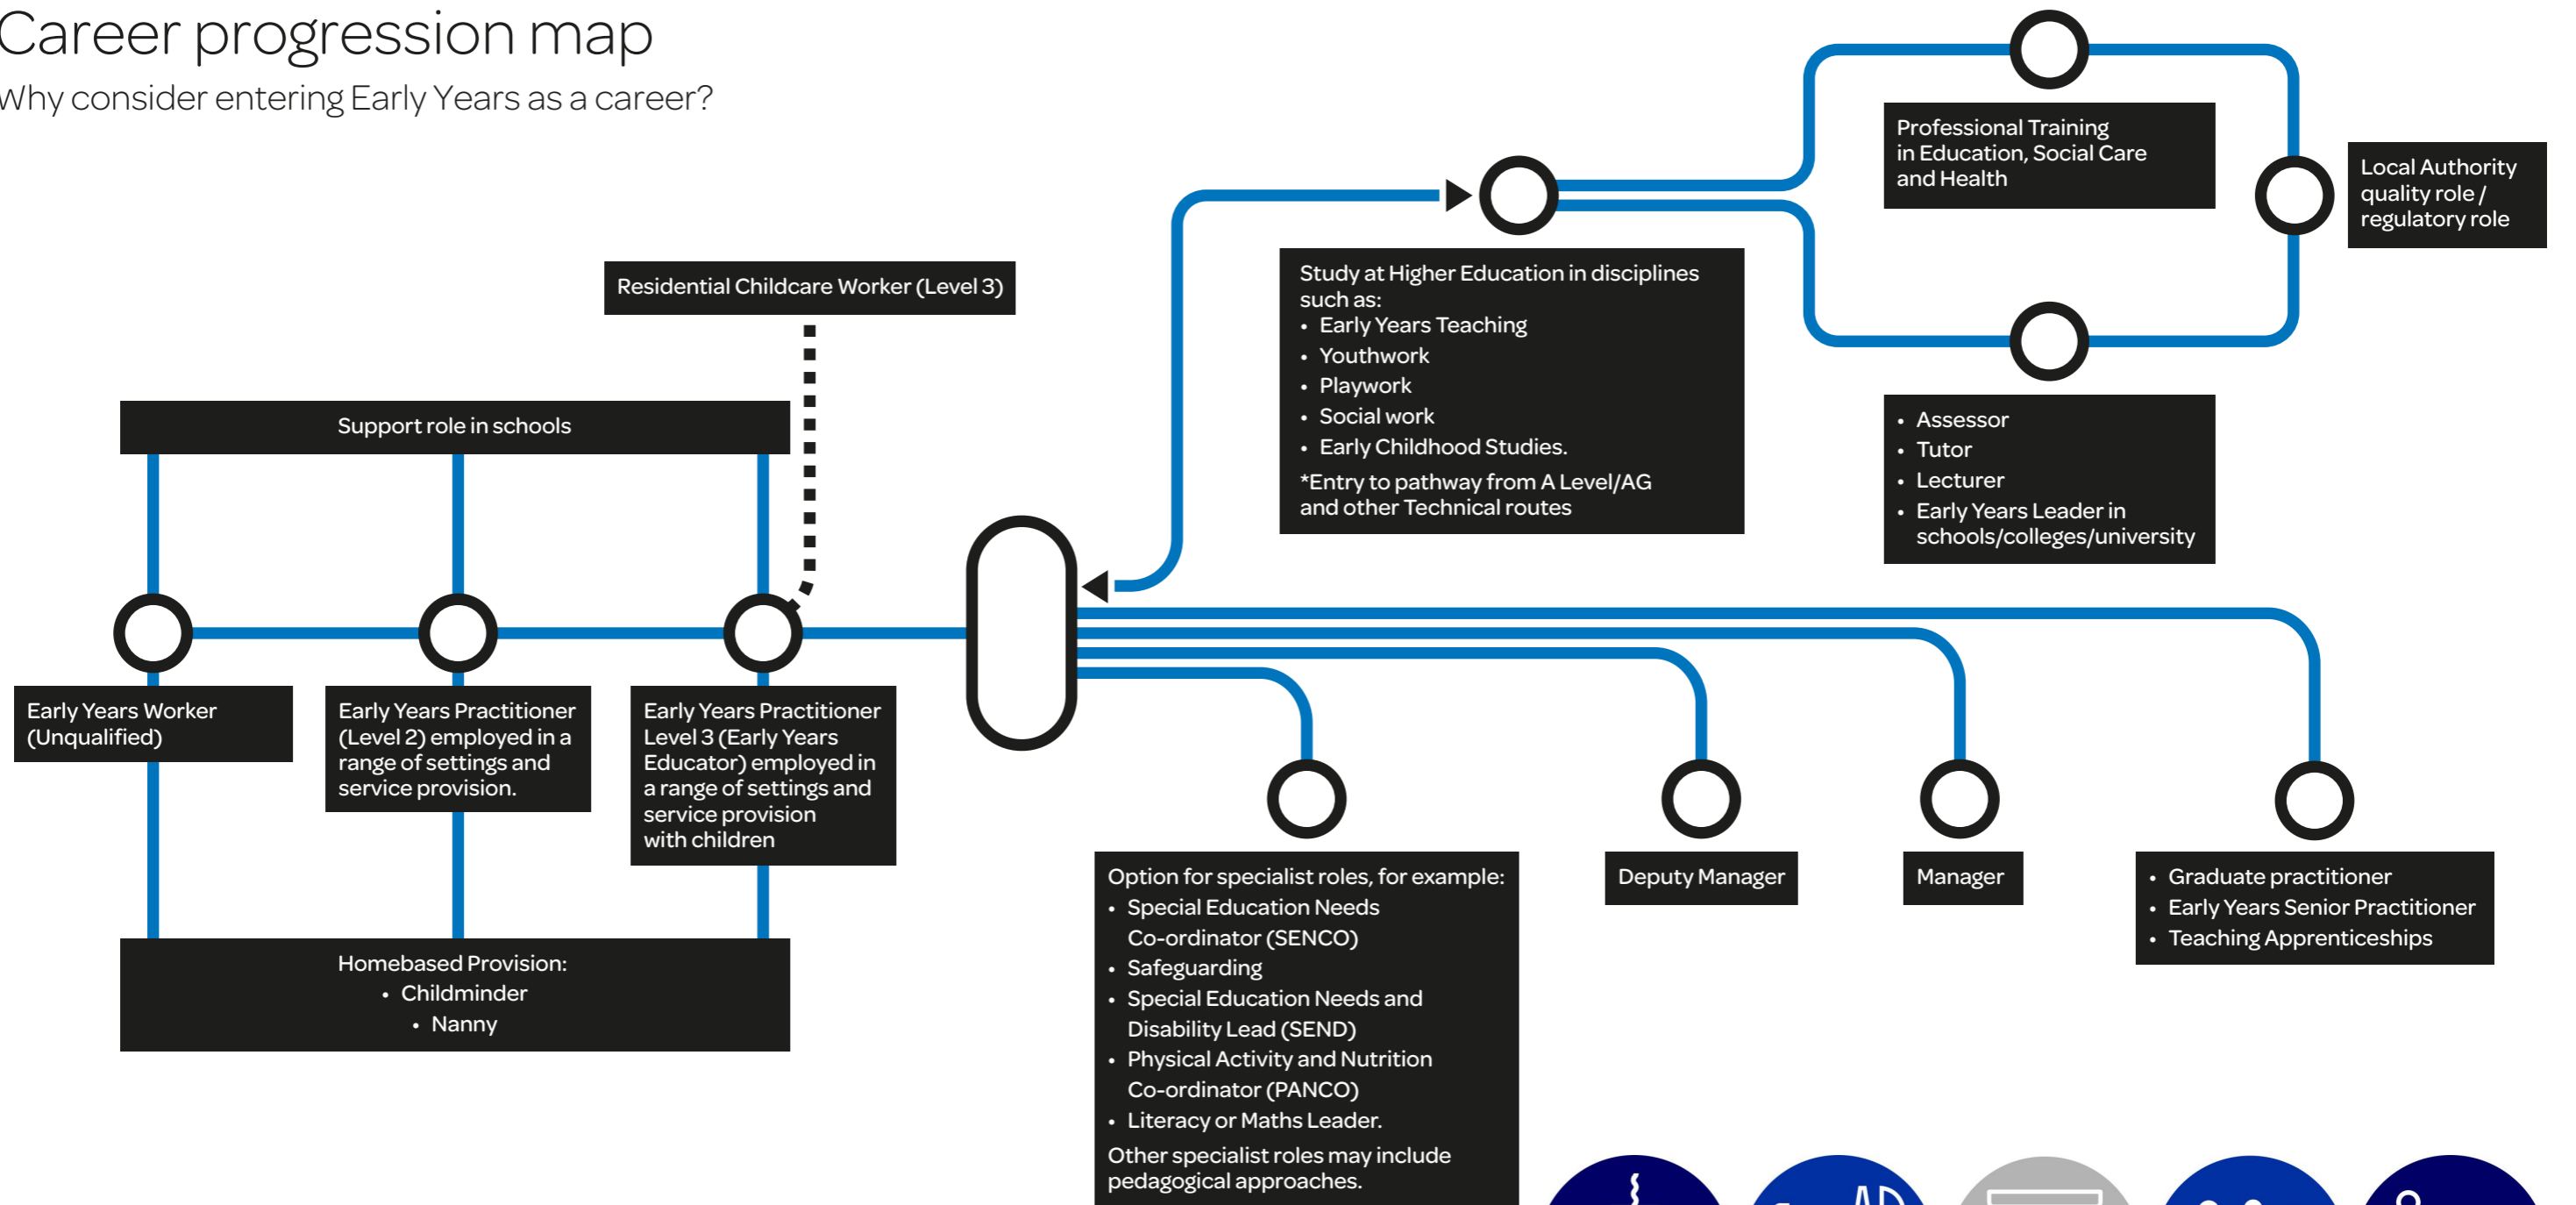 Career progression map
Why consider entering Early Years as a career?
Professional Training
in Education, Social Care
and Health
Local Authority
quality role /
regulatory role
Study at Higher Education in disciplines
such as:
• Early Years Teaching
• Youthwork
• Playwork
• Social work
• Early Childhood Studies.
*Entry to pathway from A Level/AG
and other Technical routes
• Assessor
• Tutor
• Lecturer
• Early Years Leader in
schools/colleges/university
Residential Childcare Worker (Level 3)
Support role in schools
Early Years Worker
(Unqualified)
Early Years Practitioner
(Level 2) employed in a
range of settings and
service provision.
Early Years Practitioner
Level 3 (Early Years
Educator) employed in
a range of settings and
service provision
with children
Homebased Provision:
• Childminder
• Nanny
Option for specialist roles, for example:
• Special Education Needs
Co-ordinator (SENCO)
• Safeguarding
• Special Education Needs and
Disability Lead (SEND)
• Physical Activity and Nutrition
Co-ordinator (PANCO)
• Literacy or Maths Leader.
Other specialist roles may include
pedagogical approaches.
Deputy Manager
Manager
• Graduate practitioner
• Early Years Senior Practitioner
• Teaching Apprenticeships